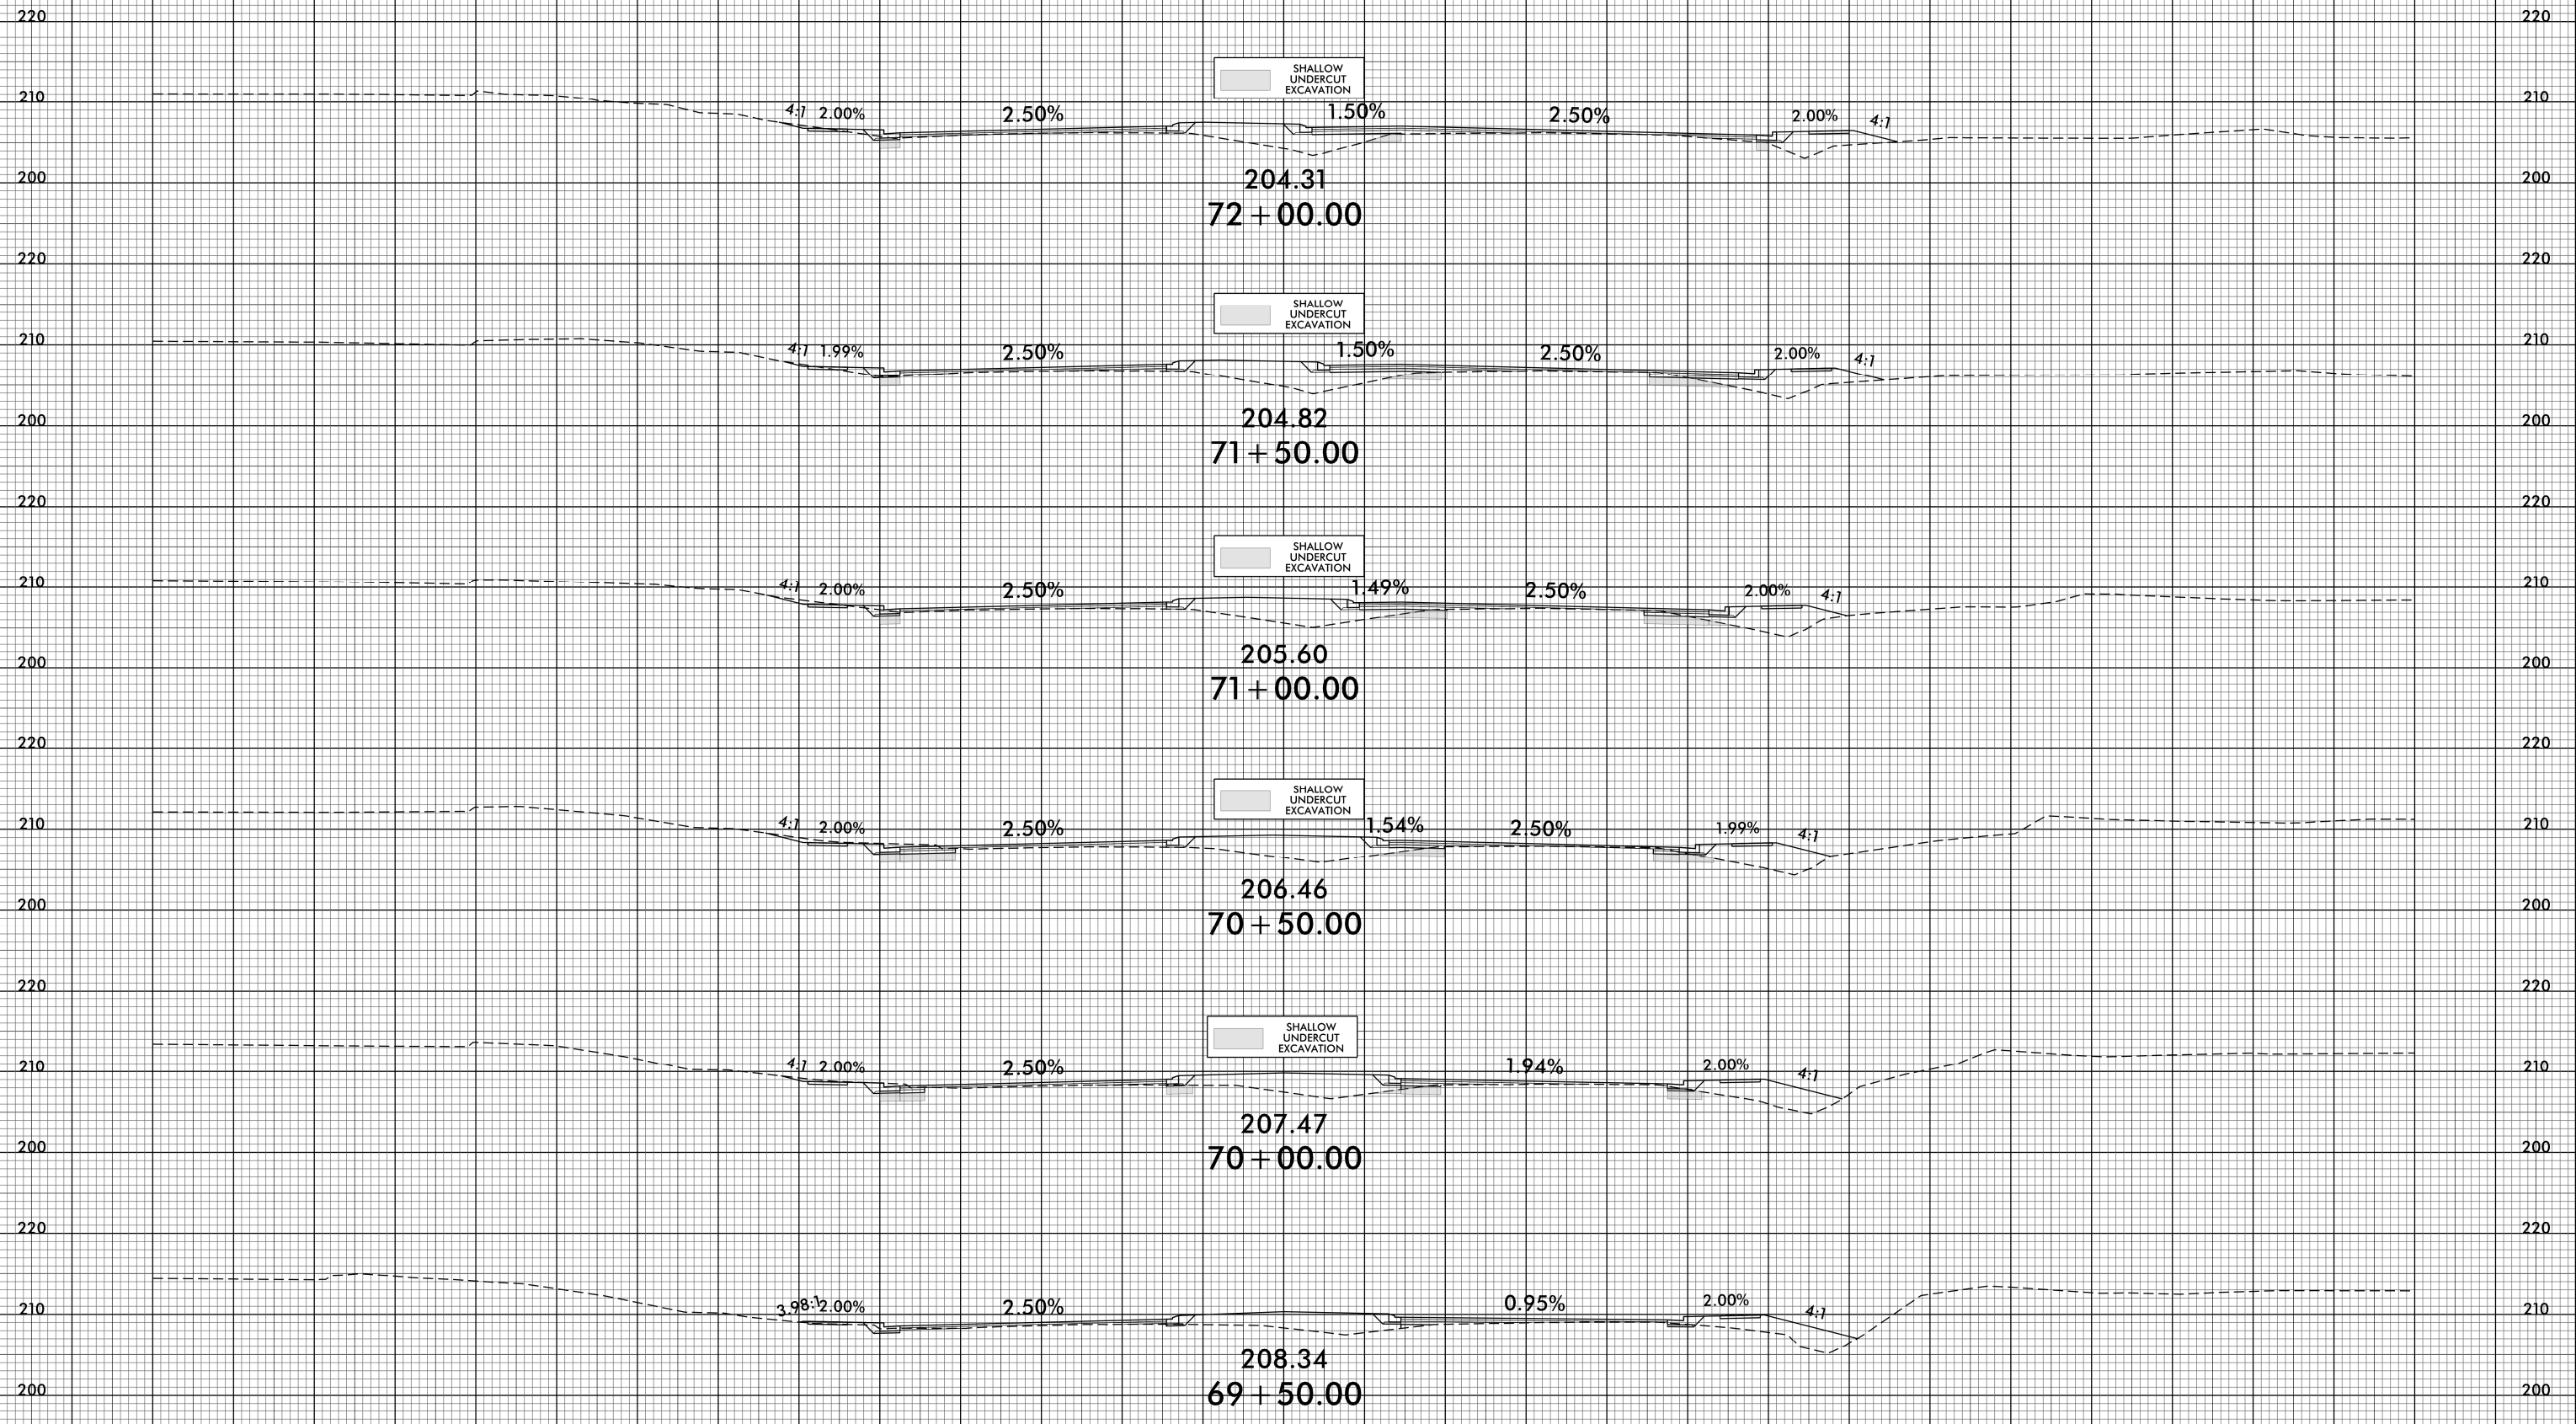 220 220
SHALLOW
UNDERCUT
EXCAVATION
210 4:1 2.00% 2.50% 1.50% 2.50% 2.00% 4:1 210
200 204.31 200
72+00.00
220 220
SHALLOW
UNDERCUT
EXCAVATION
210 4:1 1.99% 2.50% 1.50% 2.50% 2.00% 4:1 210
200 204.82 200
71+50.00
220 220
SHALLOW
UNDERCUT
EXCAVATION
210 4:1 2.00% 2.50% 1.49% 2.50% 2.00% 4:1 210
200 205.60 200
71+00.00
220 220
SHALLOW
UNDERCUT
EXCAVATION
210 4:1 2.00% 2.50% 1.54% 2.50% 1.99% 4:1 210
200 206.46 200
70+50.00
220 220
SHALLOW
UNDERCUT
EXCAVATION
210 4:1 2.00% 2.50% 1.94% 2.00% 4:1 210
207.47
200 200
70+00.00
220 220
210 3.98:1 2.00% 2.50% 0.95% 2.00% 4:1 210
208.34
200 200
69+50.00